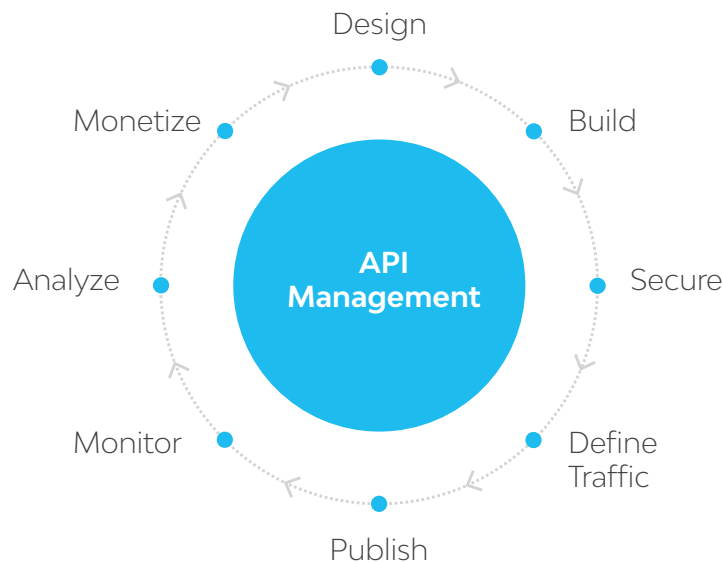 Design
Build
Secure
Define
Traffic
Publish
Monitor
Analyze
Monetize
API
Management